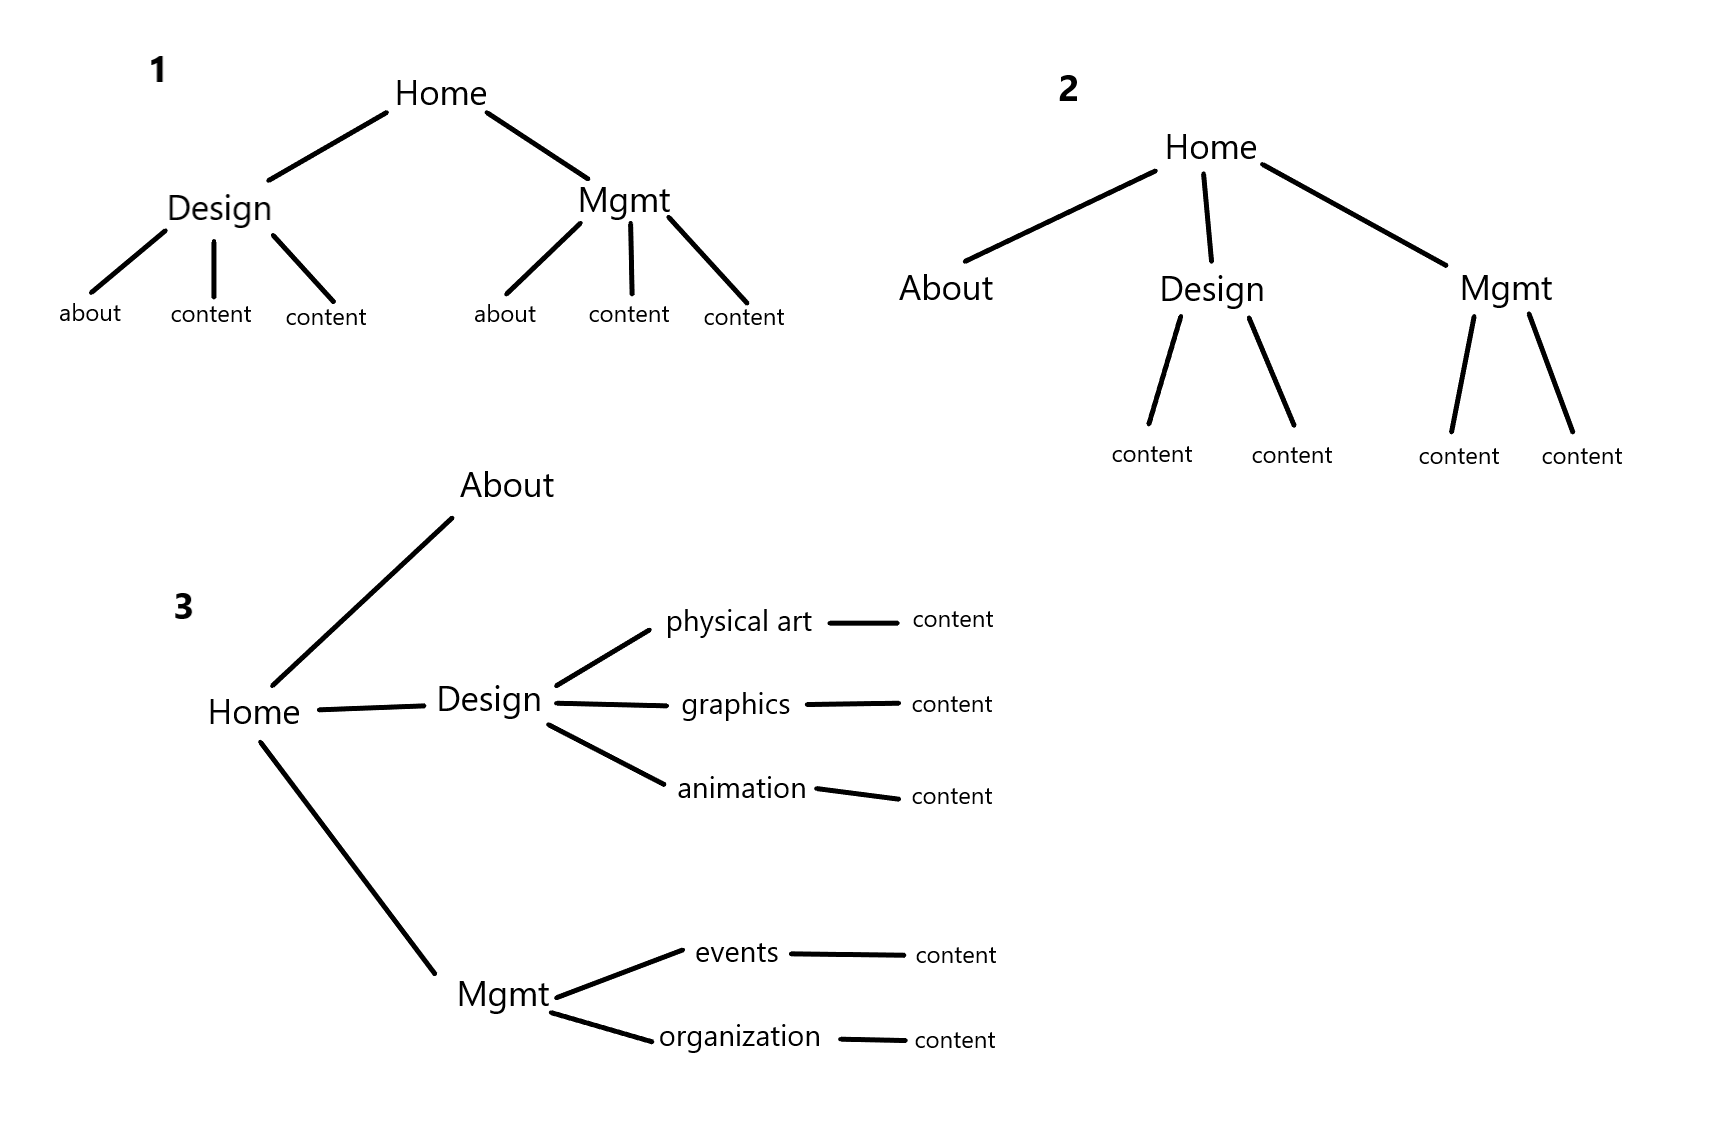 1
Home
Design
Mgmt
about
content
content
about
content
content
2
Home
About
Design
Mgmt
content
content
content
content
3
About
Home
Design
physical art
content
graphics
content
animation
content
Mgmt
events
content
organization
content